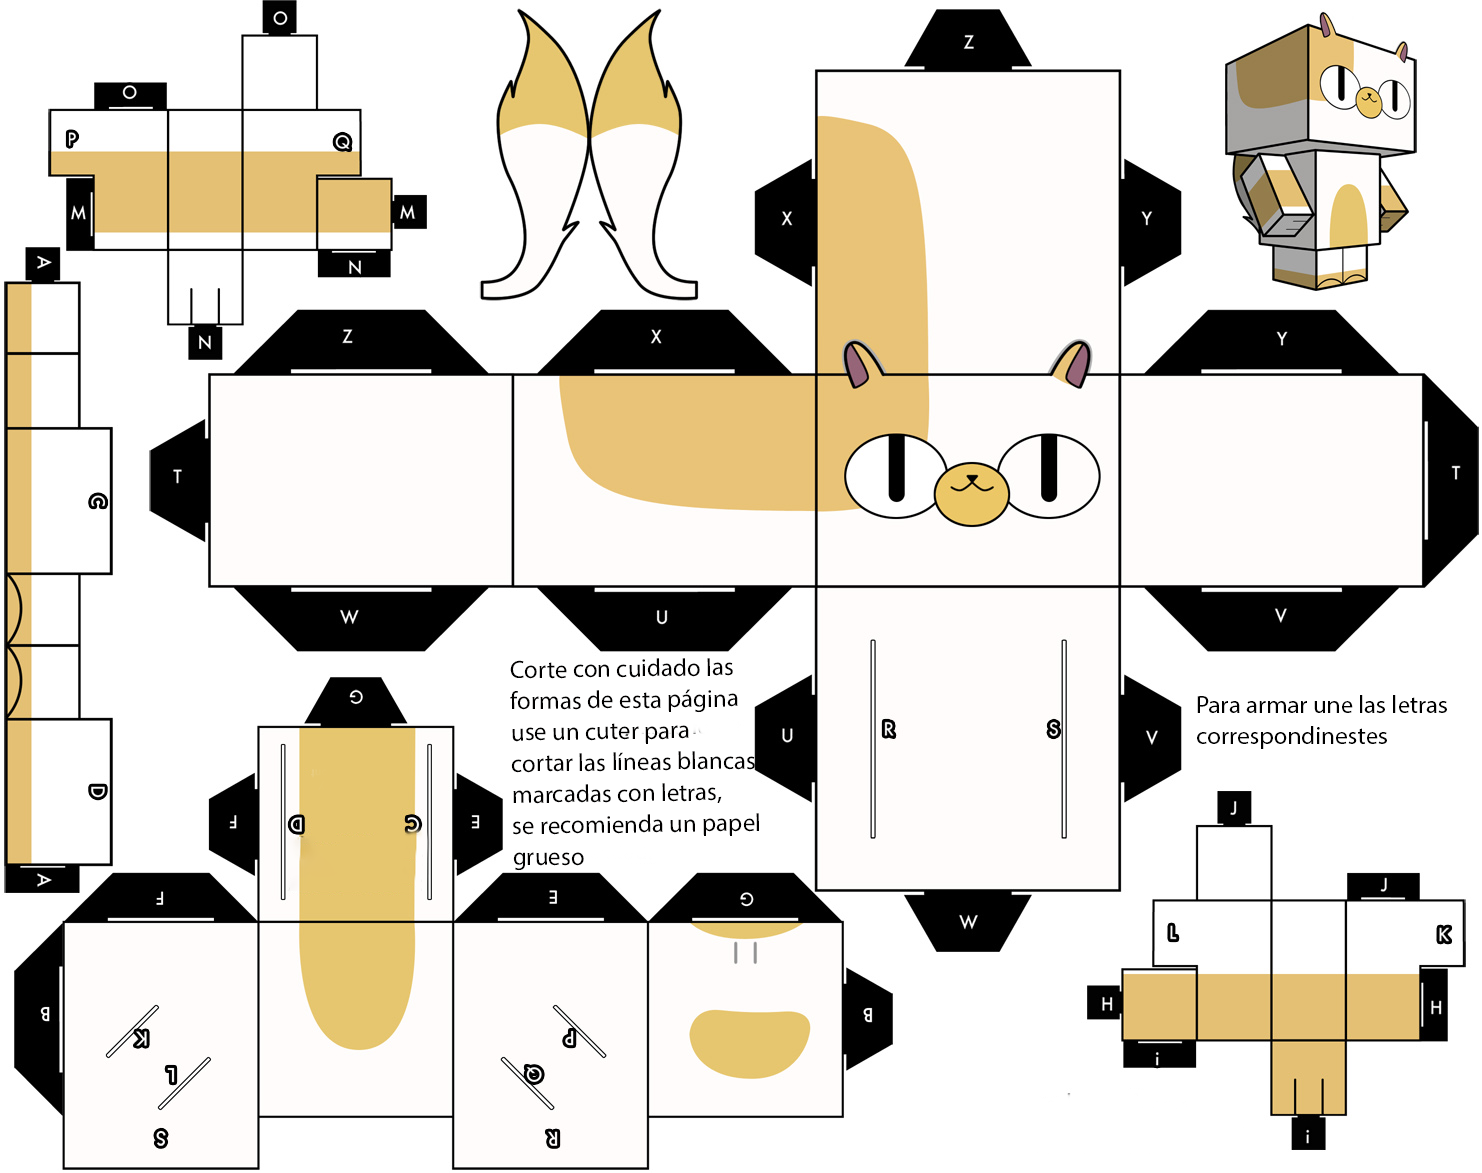 O
Z
O
P
Q
M
M
X
Y
N
A
N
Z
X
Y
T
T
C
W
U
V
Corte con cuidado las
formas de esta página
use un cuter para
cortar las líneas blancas
marcadas con letras,
se recomienda un papel
grueso
G
Para armar une las letras
correspondinestes
U
R
S
V
D
F
D
C
E
J
A
F
E
G
J
W
L
K
B
B
H
H
K
P
i
L
Q
S
R
i